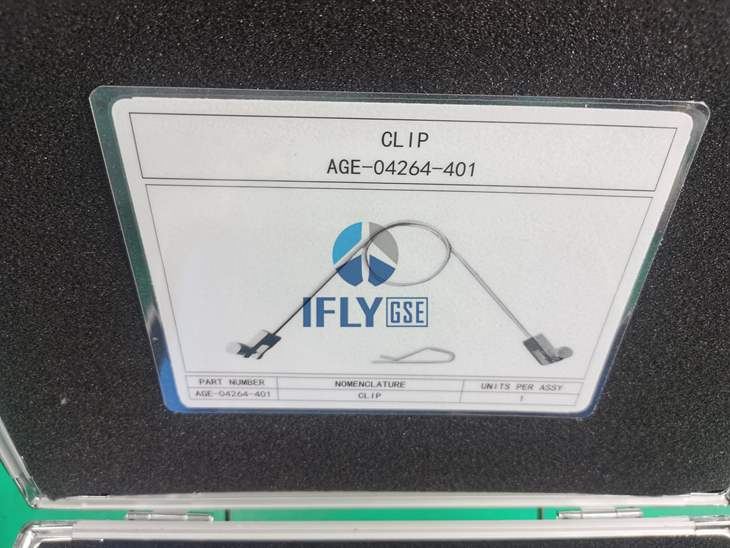 CLIP
AGE-04264-401
IFLY GSE
PART NUMBER NOMENCLATURE UNITS PER ASSY
AGE-04264-401 CLIP 1